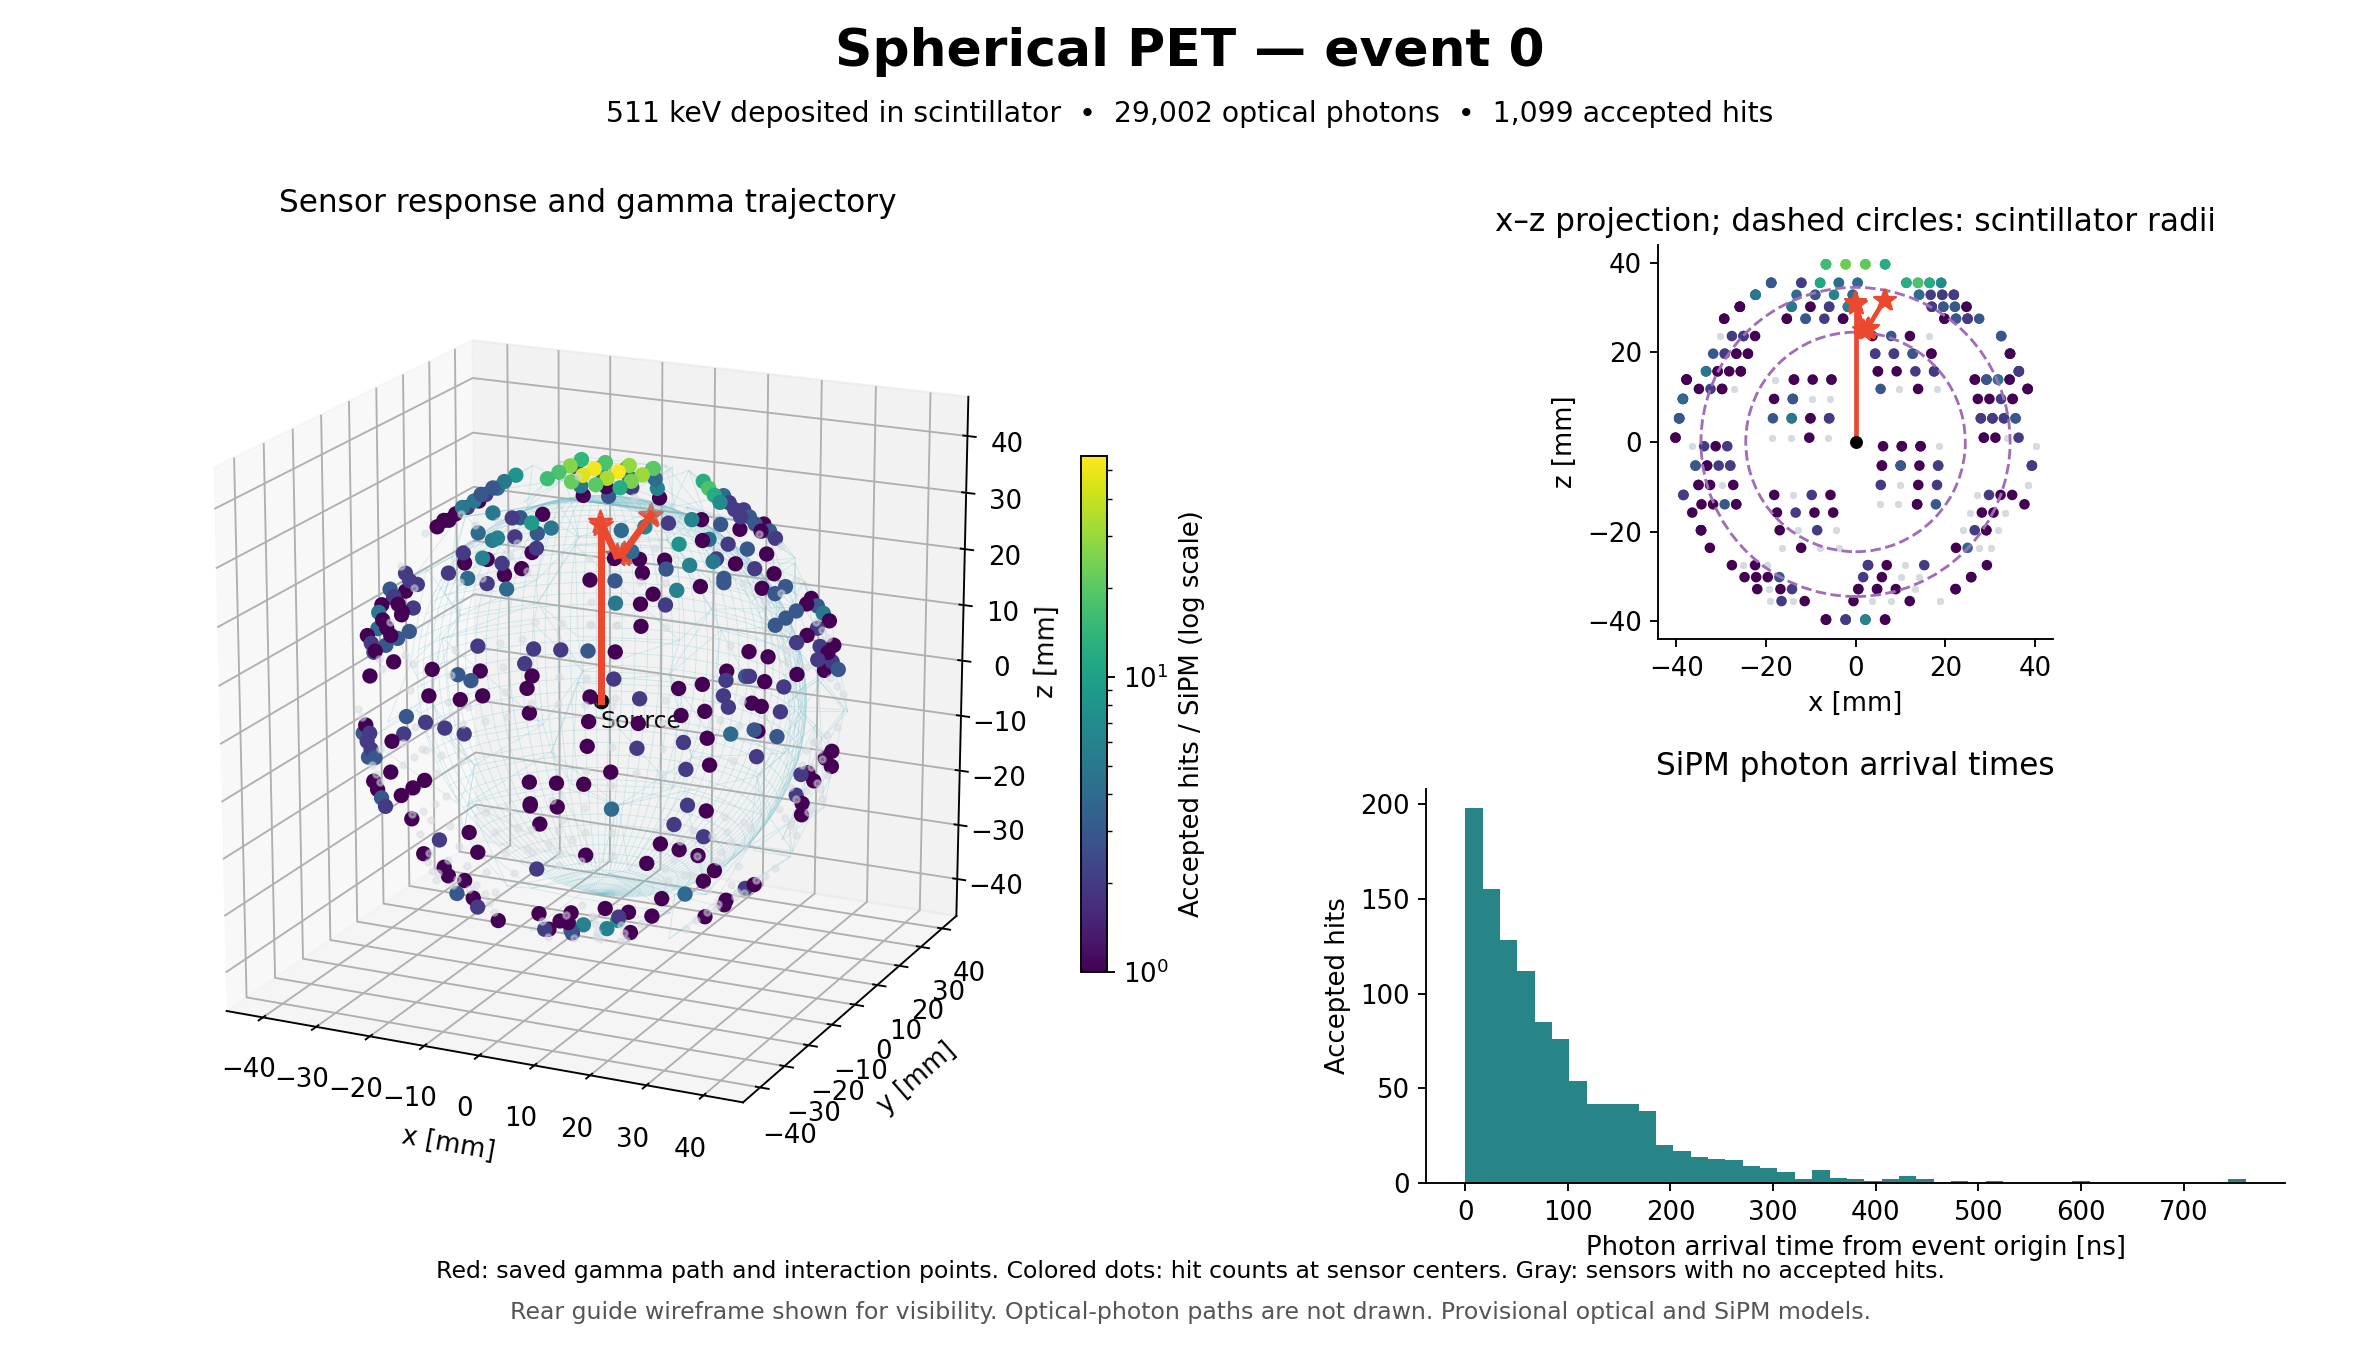 Spherical PET — event 0
511 keV deposited in scintillator • 29,002 optical photons • 1,099 accepted hits
Sensor response and gamma trajectory
40
30
20
10
0
−10
−20
−30
−40
z [mm]
Source
−40
−30
−20
−10
0
10
20
30
40
x [mm]
−40
−30
−20
−10
0
10
20
30
40
y [mm]
10¹
10⁰
Accepted hits / SiPM (log scale)
x–z projection; dashed circles: scintillator radii
40
20
0
−20
−40
z [mm]
−40 −20 0 20 40
x [mm]
SiPM photon arrival times
200
150
100
50
0
Accepted hits
0 100 200 300 400 500 600 700
Photon arrival time from event origin [ns]
Red: saved gamma path and interaction points. Colored dots: hit counts at sensor centers. Gray: sensors with no accepted hits.
Rear guide wireframe shown for visibility. Optical-photon paths are not drawn. Provisional optical and SiPM models.